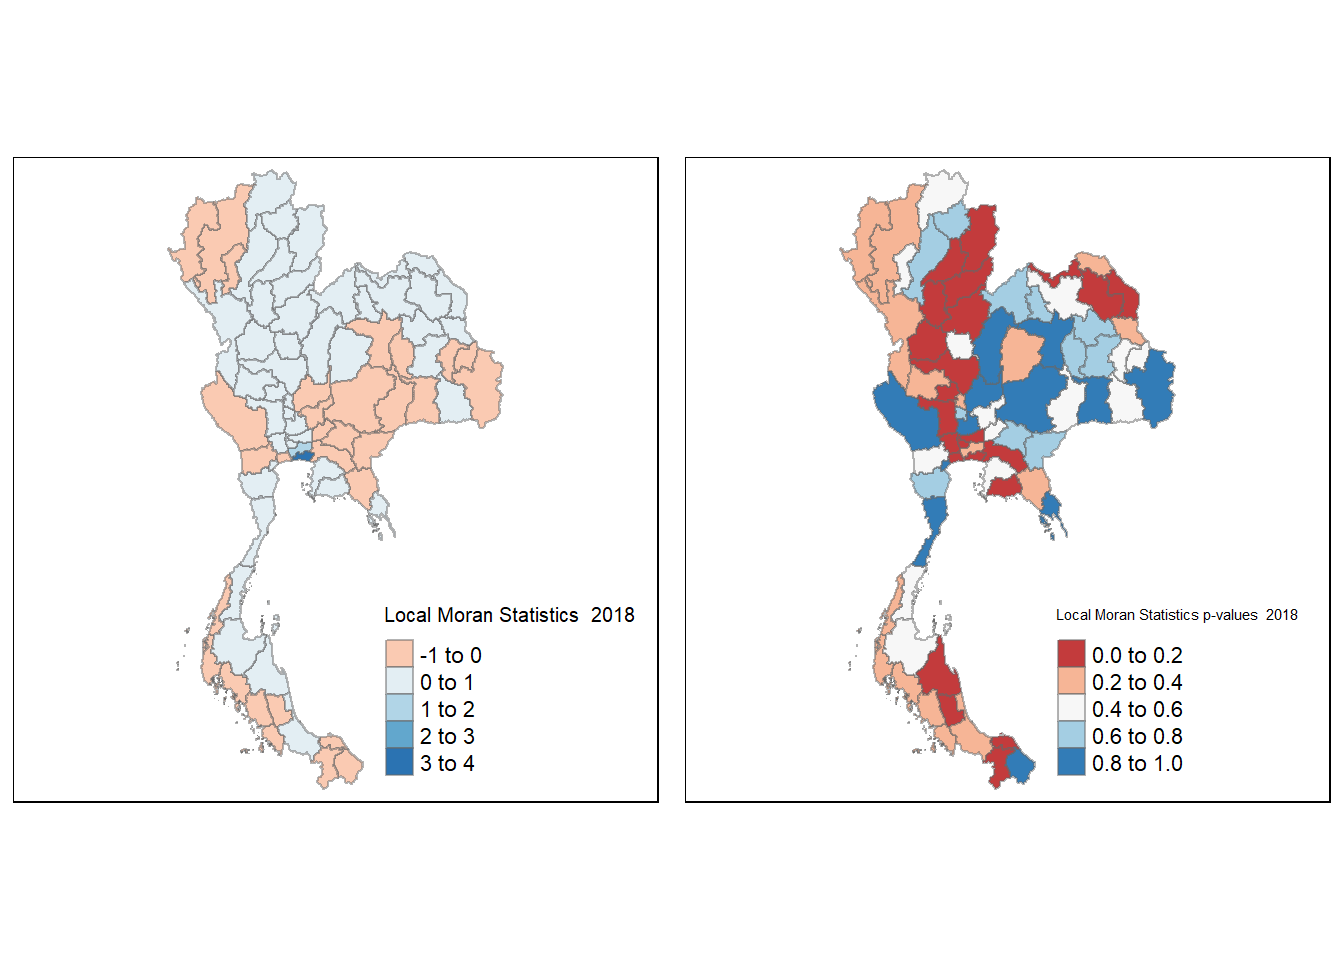 Local Moran Statistics  2018
-1 to 0
0 to 1
1 to 2
2 to 3
3 to 4
Local Moran Statistics p-values  2018
0.0 to 0.2
0.2 to 0.4
0.4 to 0.6
0.6 to 0.8
0.8 to 1.0